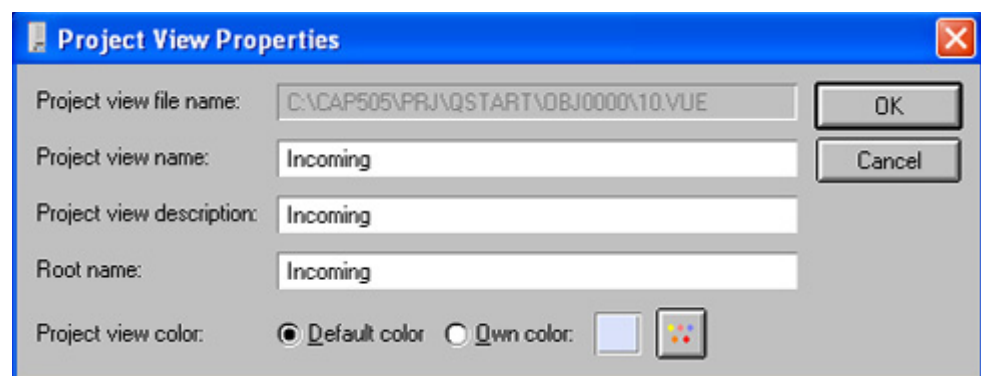 Project View Properties
Project view file name: C:\CAP505\PRJ\QSTART\OBJ0000\10.VUE OK
Project view name: Incoming Cancel
Project view description: Incoming
Root name: Incoming
Project view color: Default color Own color: